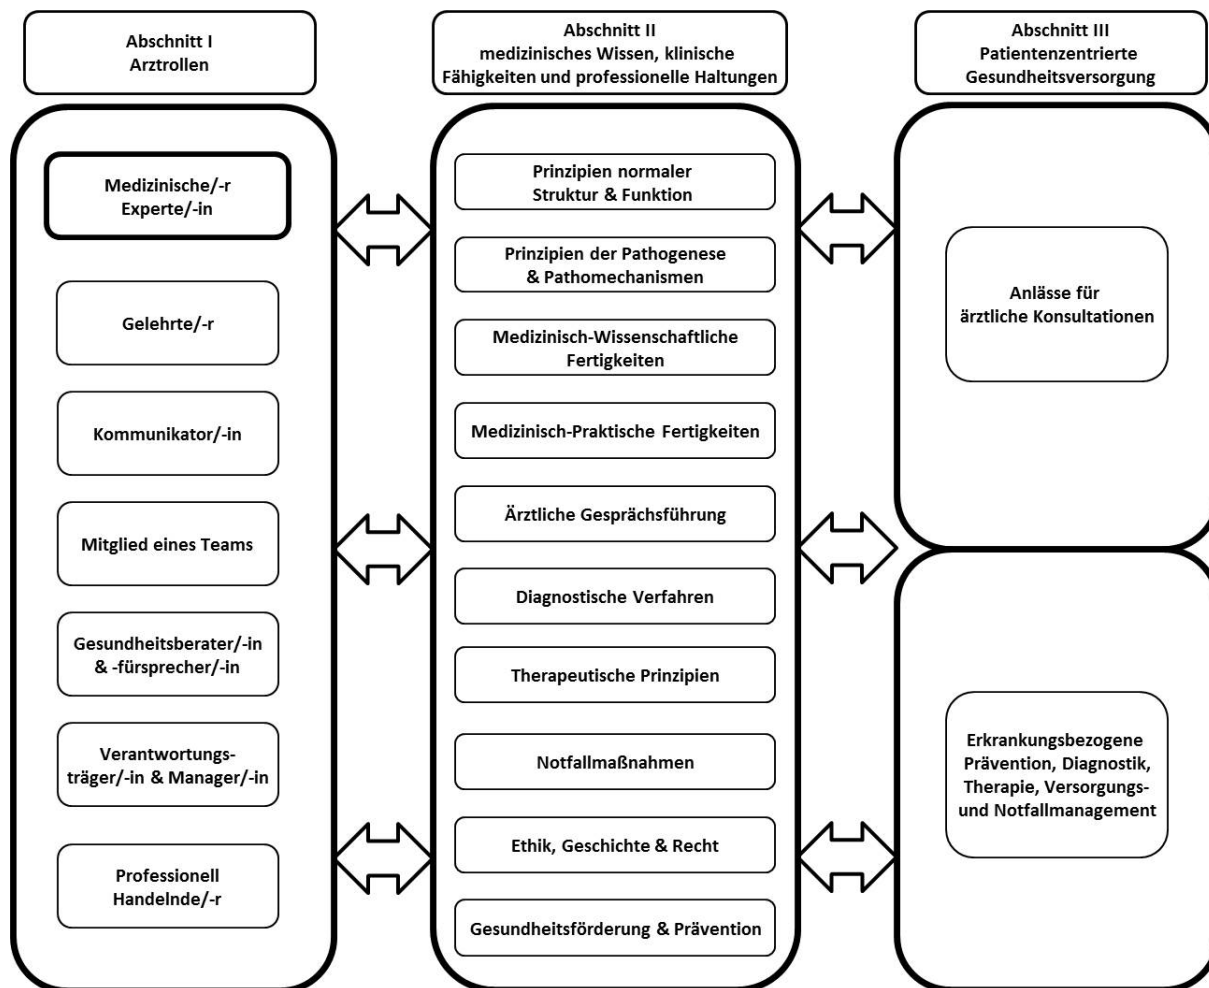 Abschnitt I
Arztrollen
Medizinische/-r
Experte/-in
Gelehrte/-r
Kommunikator/-in
Mitglied eines Teams
Gesundheitsberater/-in
& -fürsprecher/-in
Verantwortungs-
träger/-in & Manager/-in
Professionell
Handelnde/-r
Abschnitt II
medizinisches Wissen, klinische
Fähigkeiten und professionelle Haltungen
Prinzipien normaler
Struktur & Funktion
Prinzipien der Pathogenese
& Pathomechanismen
Medizinisch-Wissenschaftliche
Fertigkeiten
Medizinisch-Praktische Fertigkeiten
Ärztliche Gesprächsführung
Diagnostische Verfahren
Therapeutische Prinzipien
Notfallmaßnahmen
Ethik, Geschichte & Recht
Gesundheitsförderung & Prävention
Abschnitt III
Patientenzentrierte
Gesundheitsversorgung
Anlässe für
ärztliche Konsultationen
Erkrankungsbezogene
Prävention, Diagnostik,
Therapie, Versorgungs-
und Notfallmanagement